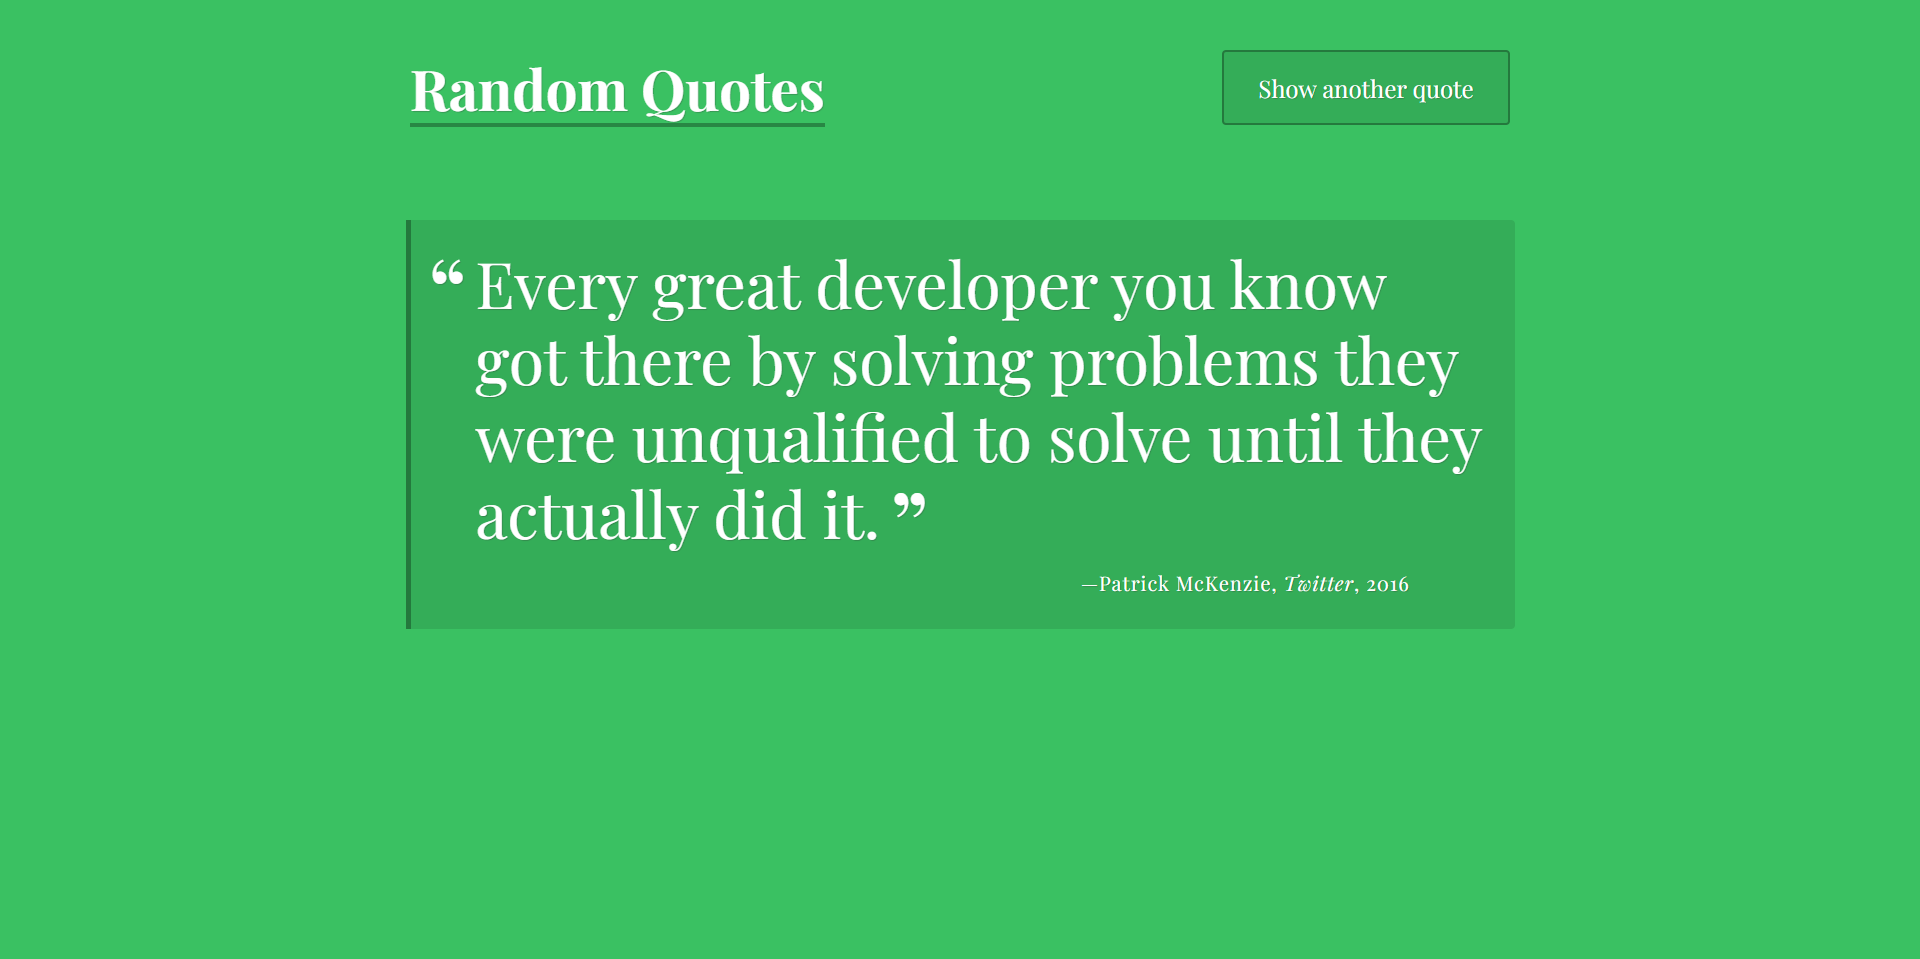 Random Quotes
Show another quote
“ Every great developer you know
got there by solving problems they
were unqualified to solve until they
actually did it. ”
—Patrick McKenzie, Twitter, 2016